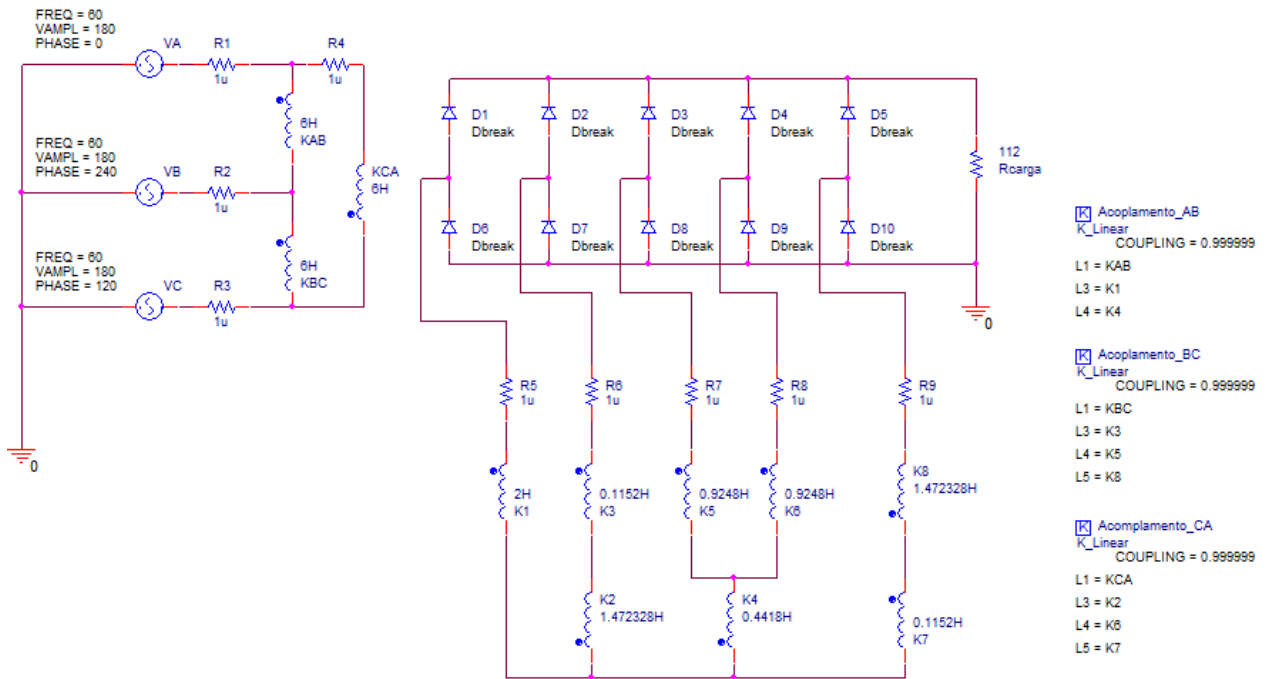 FREQ = 60
VAMPL = 180
PHASE = 0
VA
R1
1u
R4
1u
6H
KAB
KCA
6H
FREQ = 60
VAMPL = 180
PHASE = 240
VB
R2
1u
6H
KBC
FREQ = 60
VAMPL = 180
PHASE = 120
VC
R3
1u
0
D1
Dbreak
D2
Dbreak
D3
Dbreak
D4
Dbreak
D5
Dbreak
112
Rcarga
D6
Dbreak
D7
Dbreak
D8
Dbreak
D9
Dbreak
D10
Dbreak
0
R5
1u
R6
1u
R7
1u
R8
1u
R9
1u
2H
K1
0.1152H
K3
0.9248H
K5
0.9248H
K6
K8
1.472328H
K2
1.472328H
K4
0.4418H
0.1152H
K7
K Acoplamento_AB
K_Linear
COUPLING = 0.999999
L1 = KAB
L3 = K1
L4 = K4
K Acoplamento_BC
K_Linear
COUPLING = 0.999999
L1 = KBC
L3 = K3
L4 = K5
L5 = K8
K Acomplamento_CA
K_Linear
COUPLING = 0.999999
L1 = KCA
L3 = K2
L4 = K6
L5 = K7